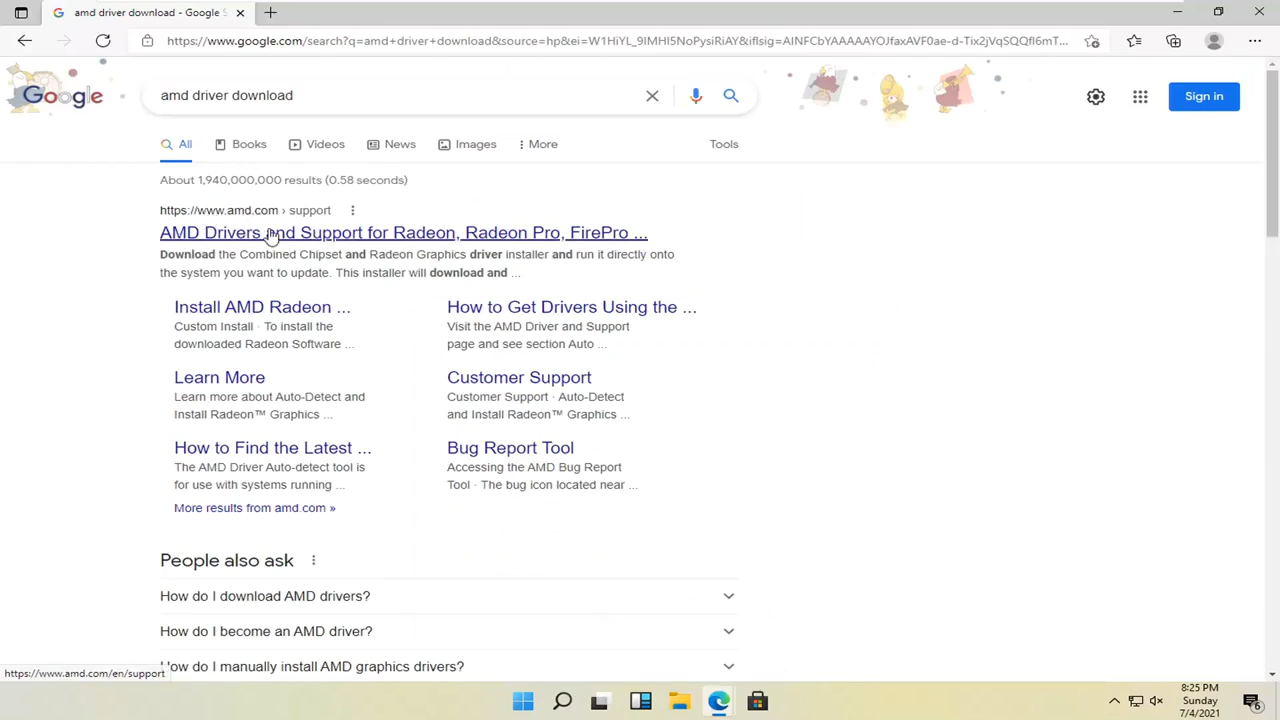 amd driver download - Google S
https://www.google.com/search?q=amd+driver+download&source=hp&ei=W1HiYL_9IMHI5NoPysiRiAY&iflsig=AINFCbYAAAAAYOJfaxAVF0ae-d-Tix2jVqSQQfl6mT...
Google
amd driver download
Sign in
All
Books
Videos
News
Images
More
Tools
About 1,940,000,000 results (0.58 seconds)
https://www.amd.com › support
AMD Drivers and Support for Radeon, Radeon Pro, FirePro ...
Download the Combined Chipset and Radeon Graphics driver installer and run it directly onto
the system you want to update. This installer will download and ...
Install AMD Radeon ...
Custom Install · To install the
downloaded Radeon Software ...
How to Get Drivers Using the ...
Visit the AMD Driver and Support
page and see section Auto ...
Learn More
Learn more about Auto-Detect and
Install Radeon™ Graphics ...
Customer Support
Customer Support · Auto-Detect
and Install Radeon™ Graphics ...
How to Find the Latest ...
The AMD Driver Auto-detect tool is
for use with systems running ...
Bug Report Tool
Accessing the AMD Bug Report
Tool · The bug icon located near ...
More results from amd.com »
People also ask
How do I download AMD drivers?
How do I become an AMD driver?
How do I manually install AMD graphics drivers?
https://www.amd.com/en/support
8:25 PM
Sunday
7/4/2021
6